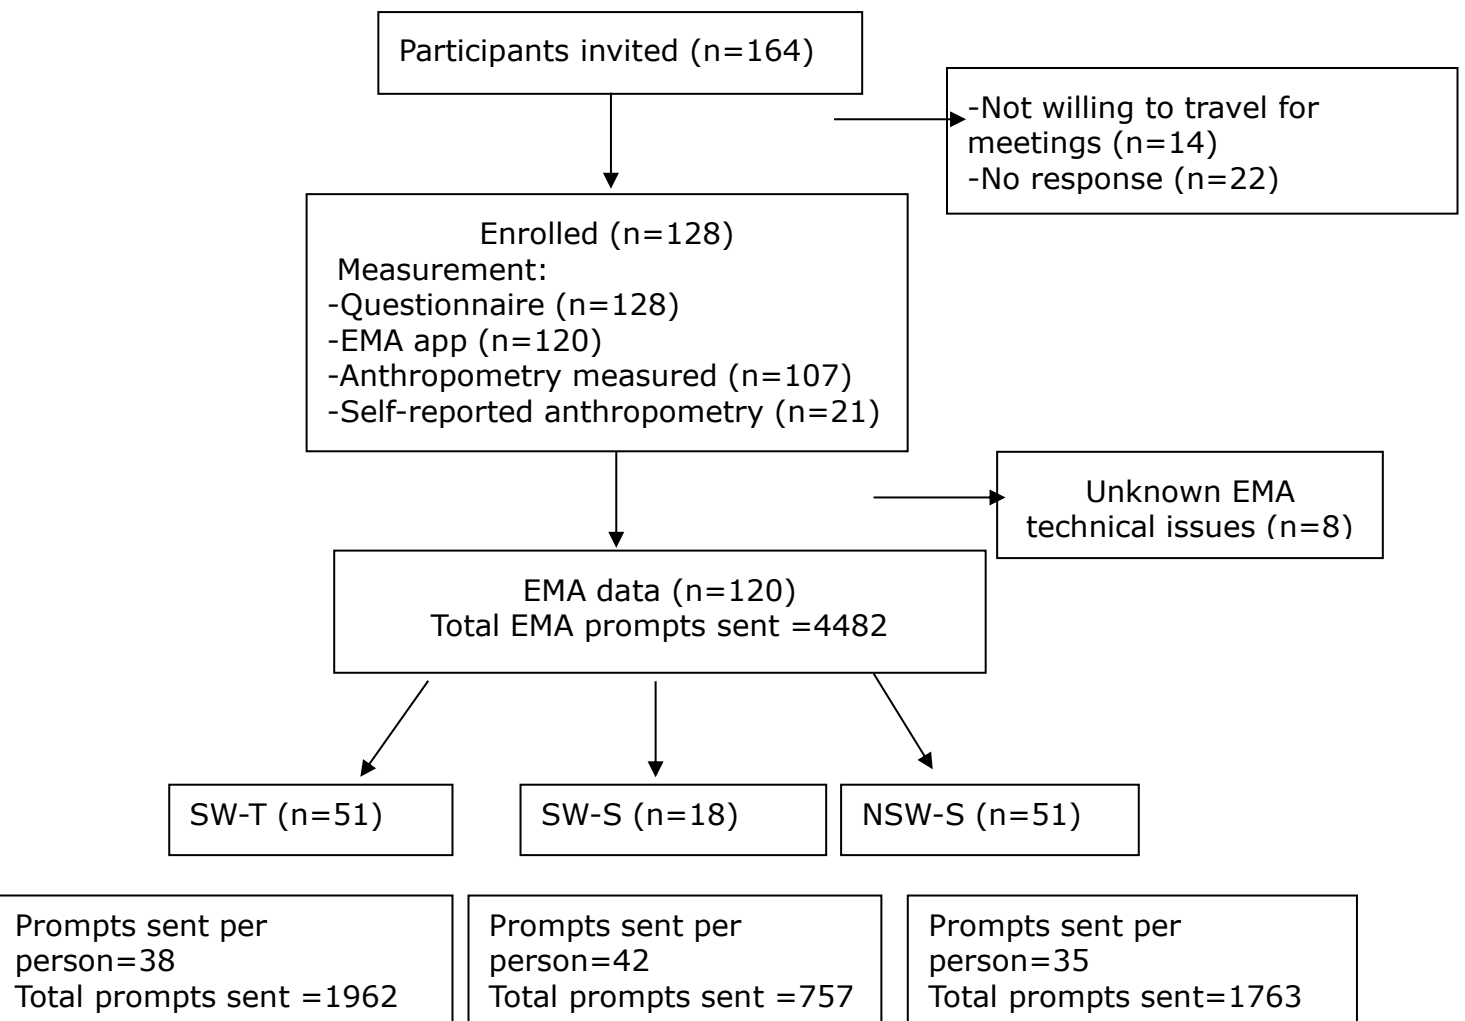 Participants invited (n=164)
-Not willing to travel for
meetings (n=14)
-No response (n=22)
Enrolled (n=128)
Measurement:
-Questionnaire (n=128)
-EMA app (n=120)
-Anthropometry measured (n=107)
-Self-reported anthropometry (n=21)
Unknown EMA
technical issues (n=8)
EMA data (n=120)
Total EMA prompts sent =4482
SW-T (n=51)
SW-S (n=18)
NSW-S (n=51)
Prompts sent per
person=38
Total prompts sent =1962
Prompts sent per
person=42
Total prompts sent =757
Prompts sent per
person=35
Total prompts sent=1763